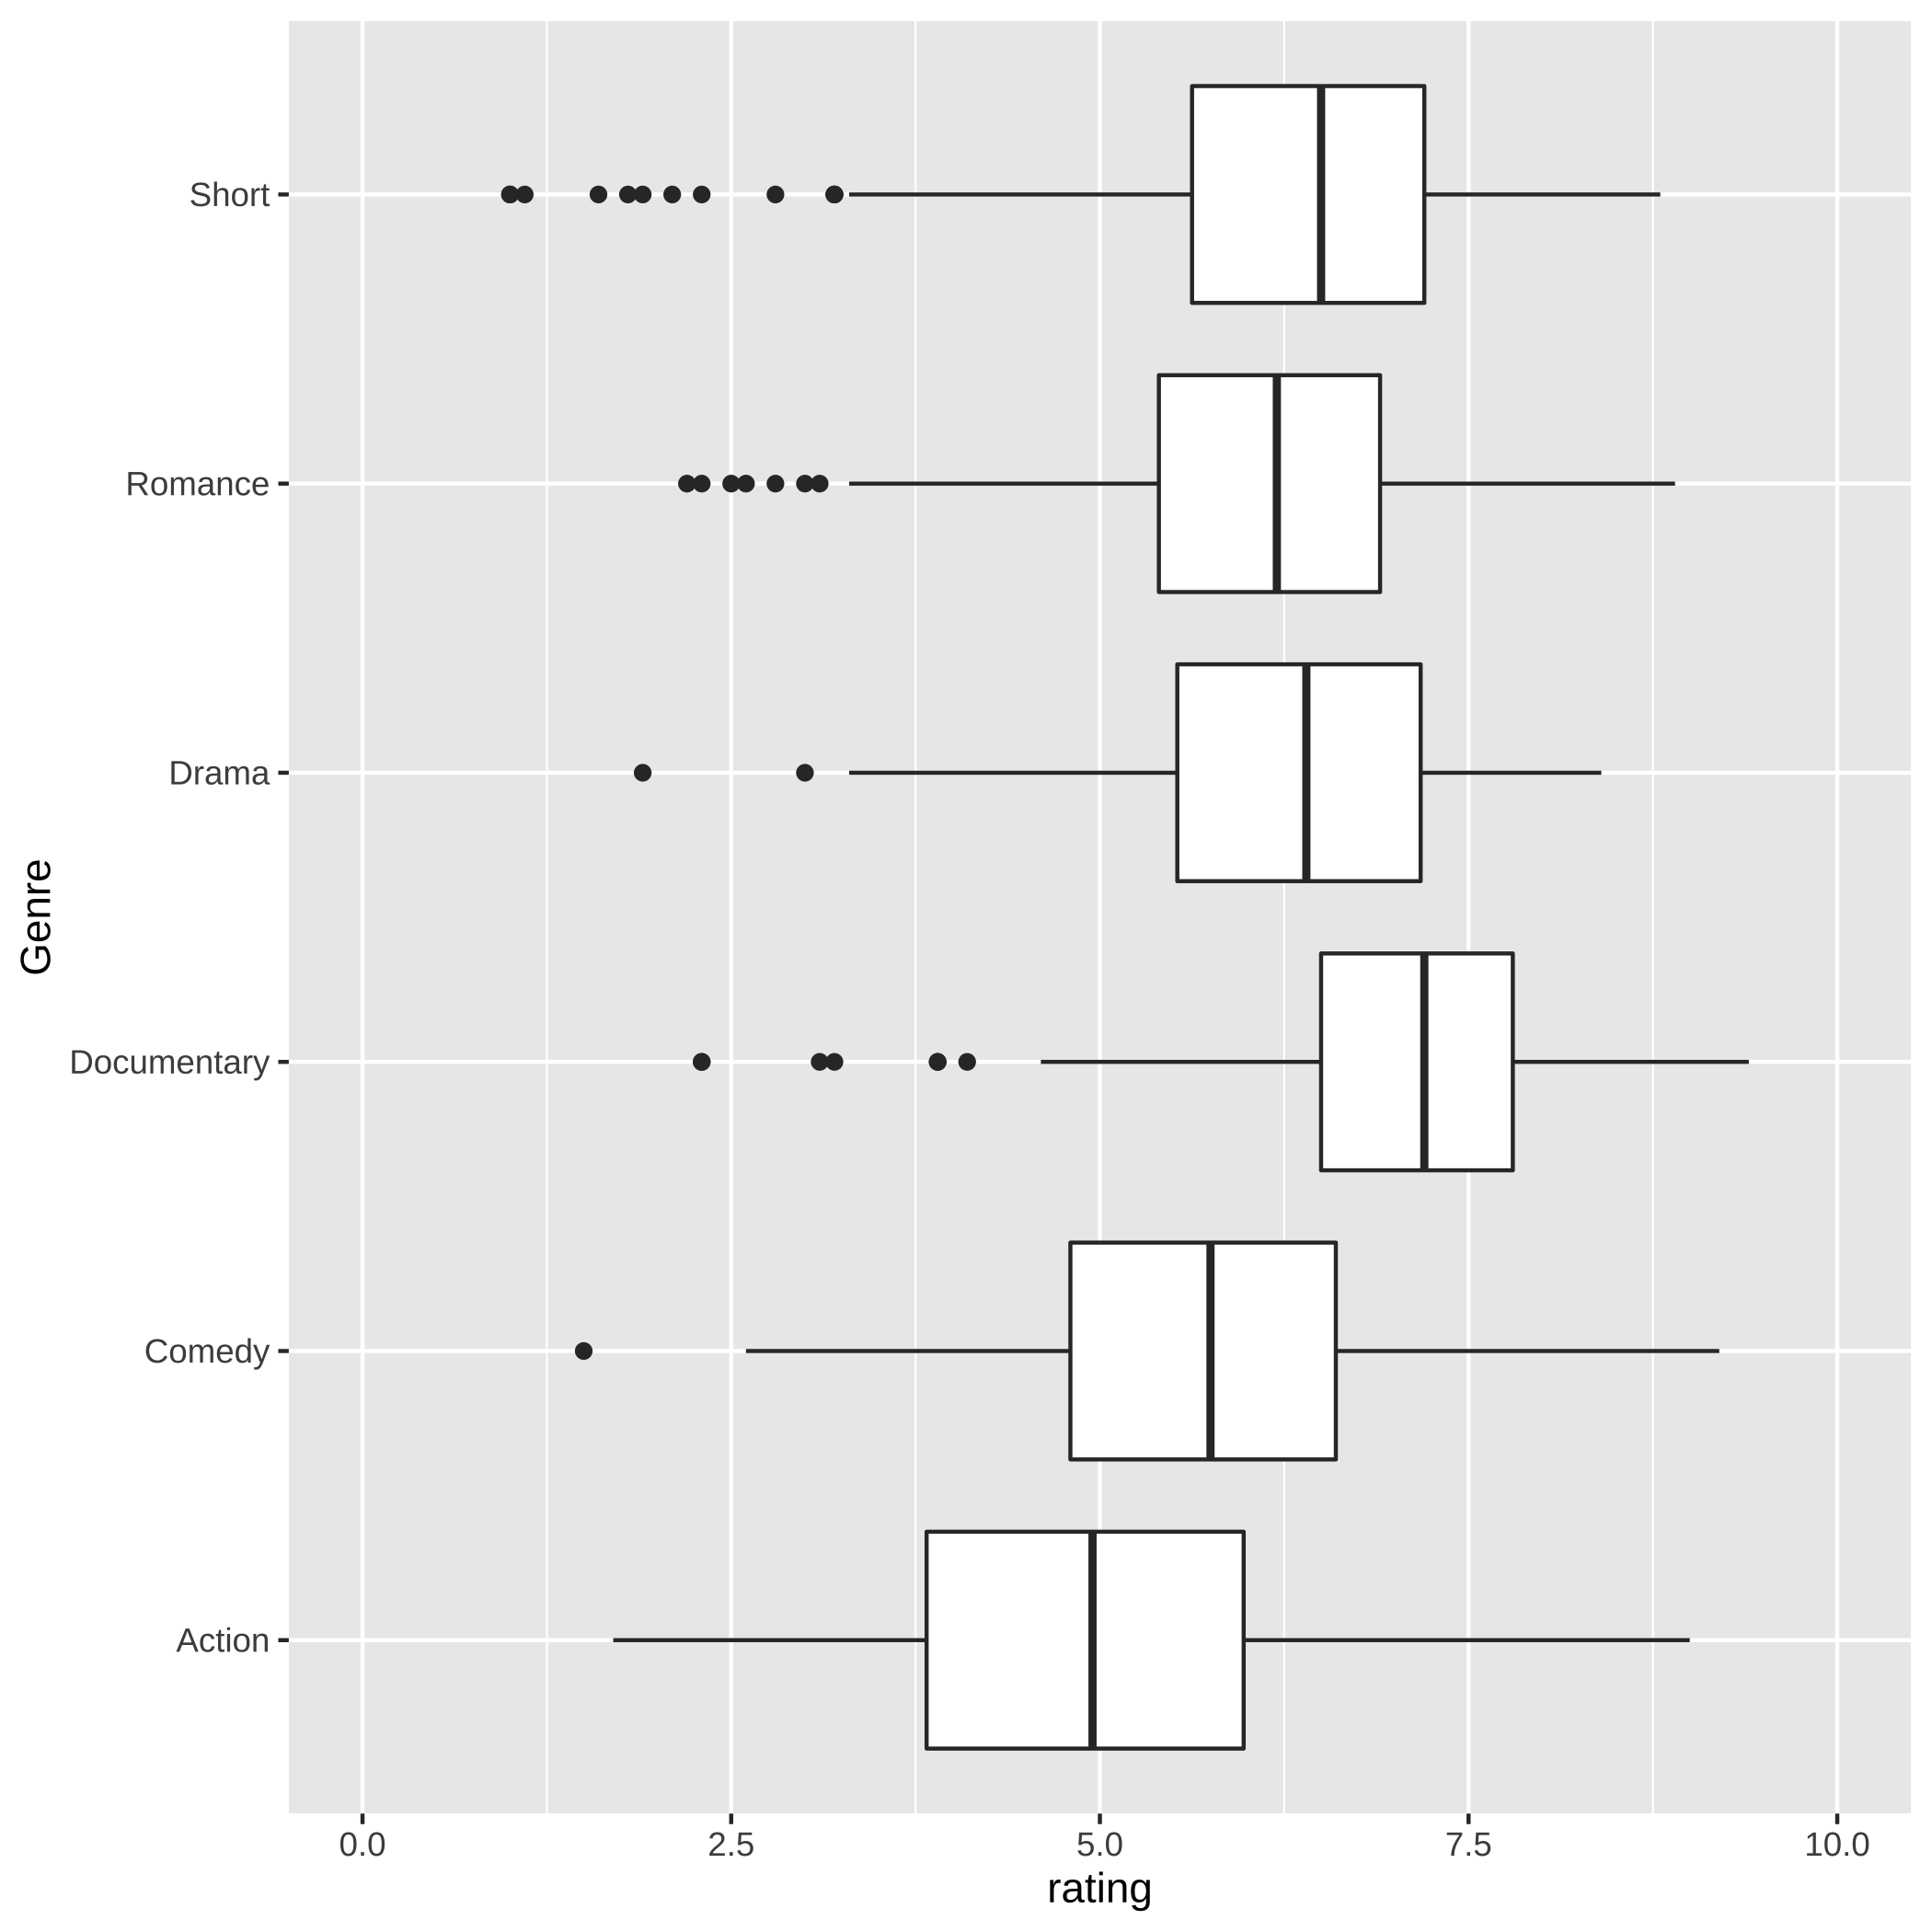 Short
Romance
Drama
Documentary
Comedy
Action
Genre
0.0 2.5 5.0 7.5 10.0
rating